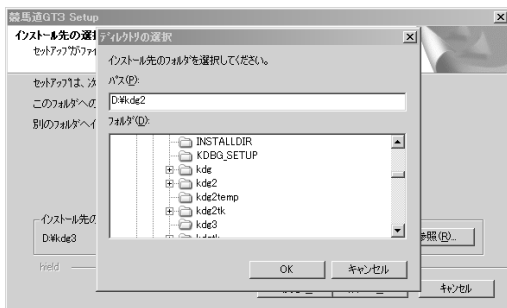 競馬道GT3 Setup
インストール先の選
セットアップがファイ
ディレクトリの選択
インストール先のフォルダを選択してください。
パス(P):
D:¥kdg2
フォルダ(D):
INSTALLDIR
KDBG_SETUP
kdg
kdg2
kdg2temp
kdg2tk
kdg3
セットアップは、次
このフォルダへの
別のフォルダへイ
インストール先の
D:¥kdg3
参照(R)...
OK
キャンセル
hield
キャンセル